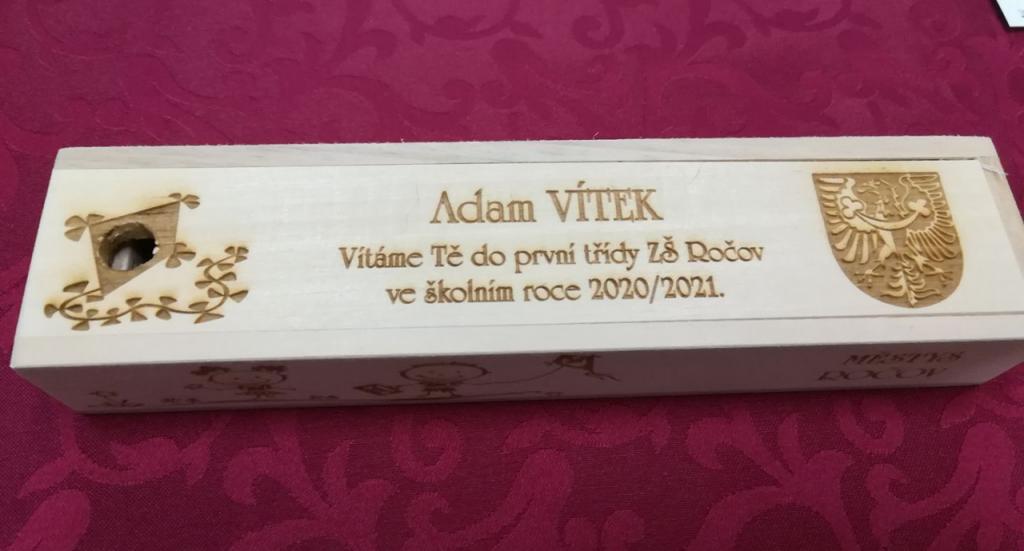 Adam VÍTEK
Vítáme Tě do první třídy ZŠ Ročov
ve školním roce 2020/2021.
MĚSTYS
ROČOV